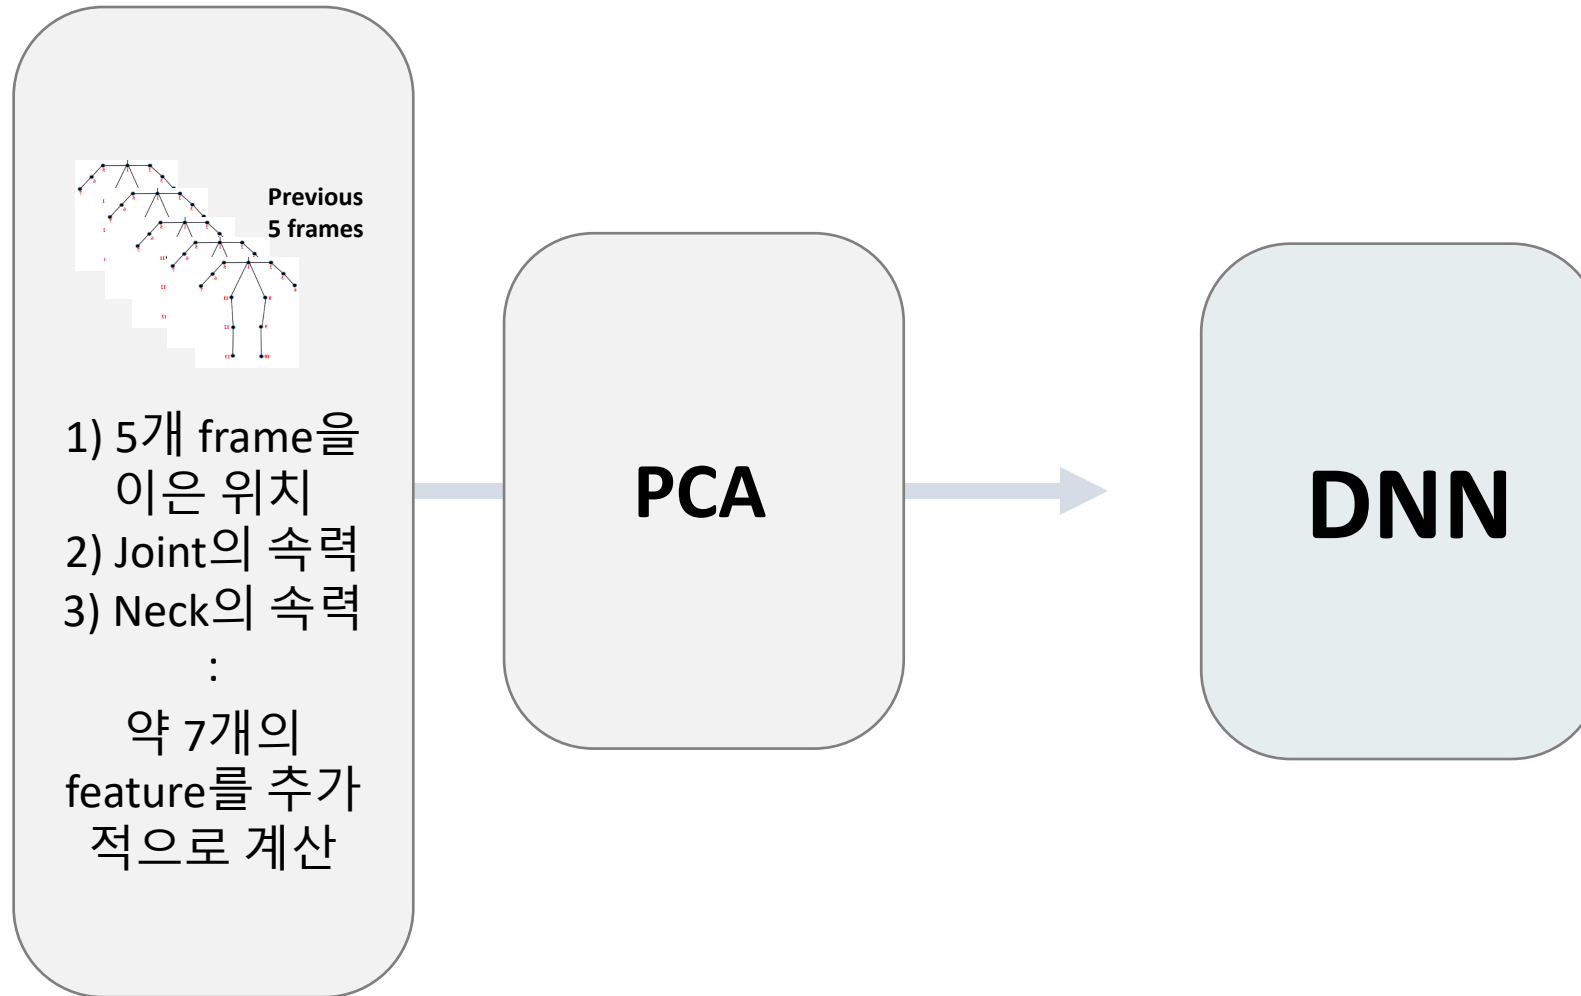 Previous
5 frames
1) 5개 frame을
이은 위치
2) Joint의 속력
3) Neck의 속력
:
약 7개의
feature를 추가
적으로 계산
PCA
DNN